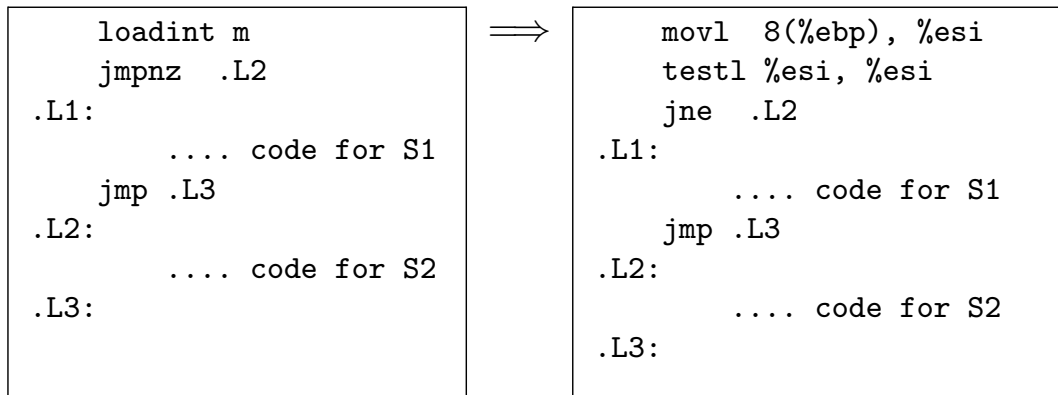 loadint m
jmpnz .L2
.L1:
.... code for S1
jmp .L3
.L2:
.... code for S2
.L3:
⟹
movl 8(%ebp), %esi
testl %esi, %esi
jne .L2
.L1:
.... code for S1
jmp .L3
.L2:
.... code for S2
.L3: